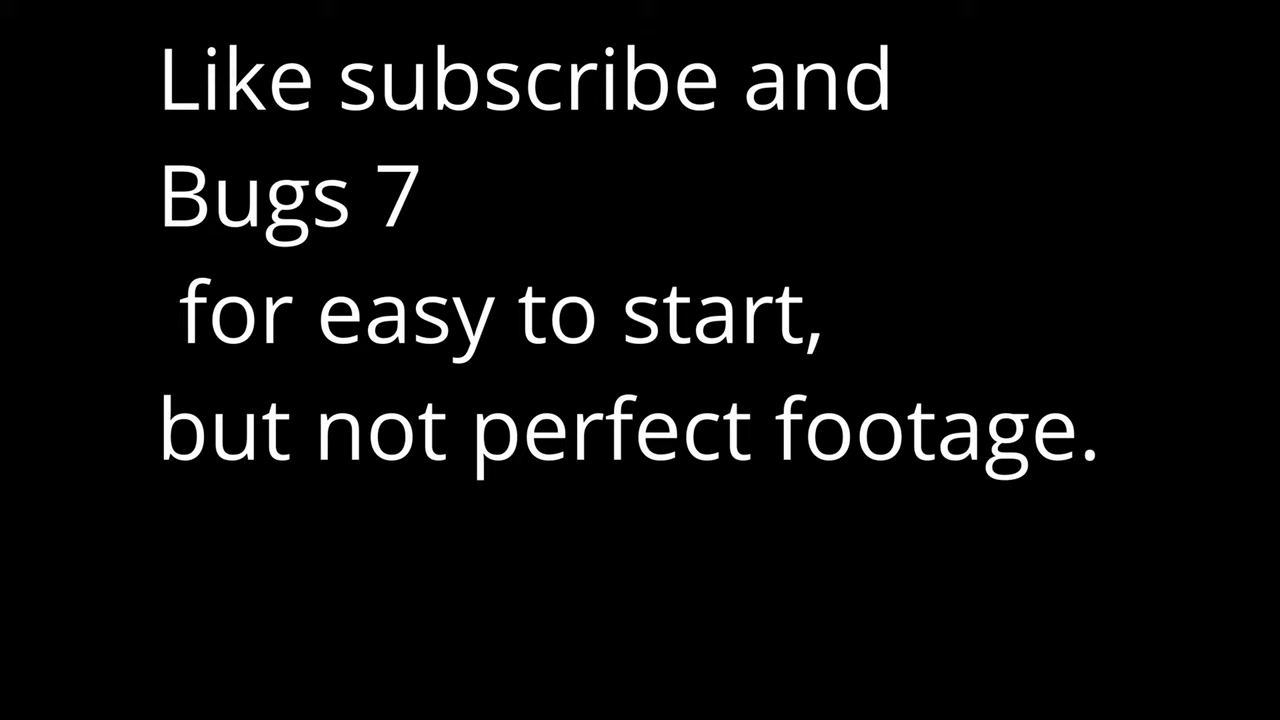 Like subscribe and
Bugs 7
for easy to start,
but not perfect footage.